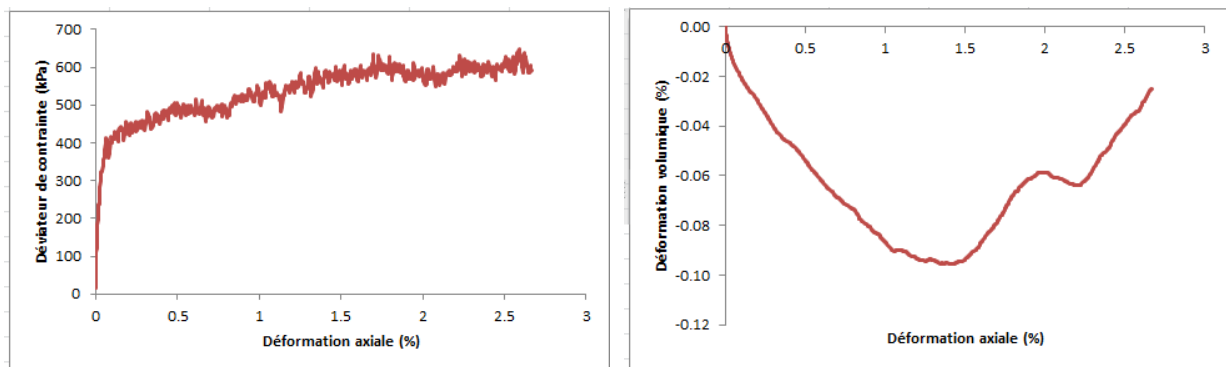 700
600
500
400
300
200
100
0
0 0.5 1 1.5 2 2.5 3
Déviateur de contrainte (kPa)
Déformation axiale (%)
0.00
-0.02
-0.04
-0.06
-0.08
-0.10
-0.12
0 0.5 1 1.5 2 2.5 3
Déformation volumique (%)
Déformation axiale (%)